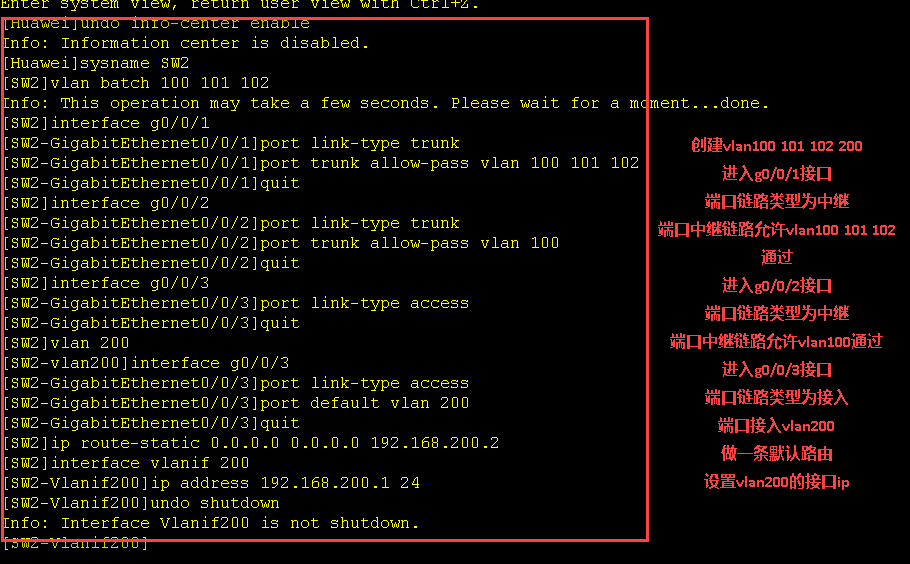 Enter system view, return user view with Ctrl+Z.
[Huawei]undo info-center enable
Info: Information center is disabled.
[Huawei]sysname SW2
[SW2]vlan batch 100 101 102
Info: This operation may take a few seconds. Please wait for a moment...done.
[SW2]interface g0/0/1
[SW2-GigabitEthernet0/0/1]port link-type trunk
[SW2-GigabitEthernet0/0/1]port trunk allow-pass vlan 100 101 102
[SW2-GigabitEthernet0/0/1]quit
[SW2]interface g0/0/2
[SW2-GigabitEthernet0/0/2]port link-type trunk
[SW2-GigabitEthernet0/0/2]port trunk allow-pass vlan 100
[SW2-GigabitEthernet0/0/2]quit
[SW2]interface g0/0/3
[SW2-GigabitEthernet0/0/3]port link-type access
[SW2-GigabitEthernet0/0/3]quit
[SW2]vlan 200
[SW2-vlan200]interface g0/0/3
[SW2-GigabitEthernet0/0/3]port link-type access
[SW2-GigabitEthernet0/0/3]port default vlan 200
[SW2-GigabitEthernet0/0/3]quit
[SW2]ip route-static 0.0.0.0 0.0.0.0 192.168.200.2
[SW2]interface vlanif 200
[SW2-Vlanif200]ip address 192.168.200.1 24
[SW2-Vlanif200]undo shutdown
Info: Interface Vlanif200 is not shutdown.
[SW2-Vlanif200]
创建vlan100 101 102 200
进入g0/0/1接口
端口链路类型为中继
端口中继链路允许vlan100 101 102
通过
进入g0/0/2接口
端口链路类型为中继
端口中继链路允许vlan100通过
进入g0/0/3接口
端口链路类型为接入
端口接入vlan200
做一条默认路由
设置vlan200的接口ip